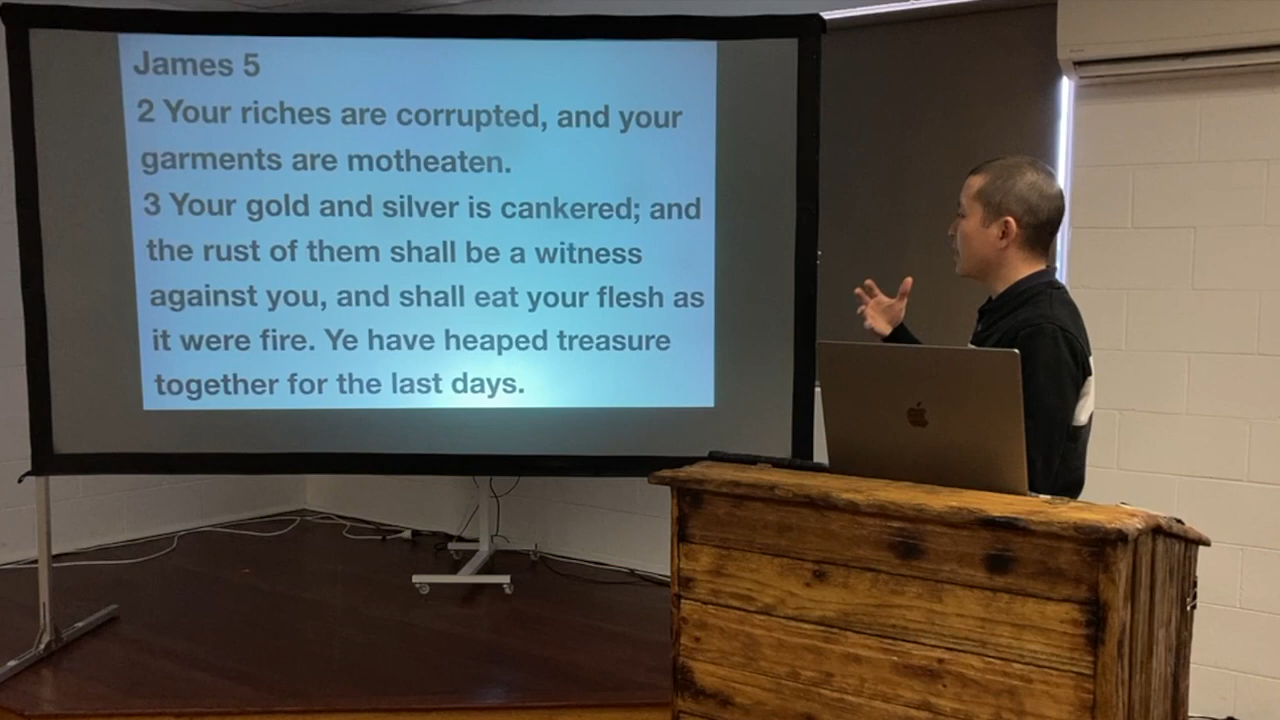 James 5
2 Your riches are corrupted, and your
garments are motheaten.
3 Your gold and silver is cankered; and
the rust of them shall be a witness
against you, and shall eat your flesh as
it were fire. Ye have heaped treasure
together for the last days.